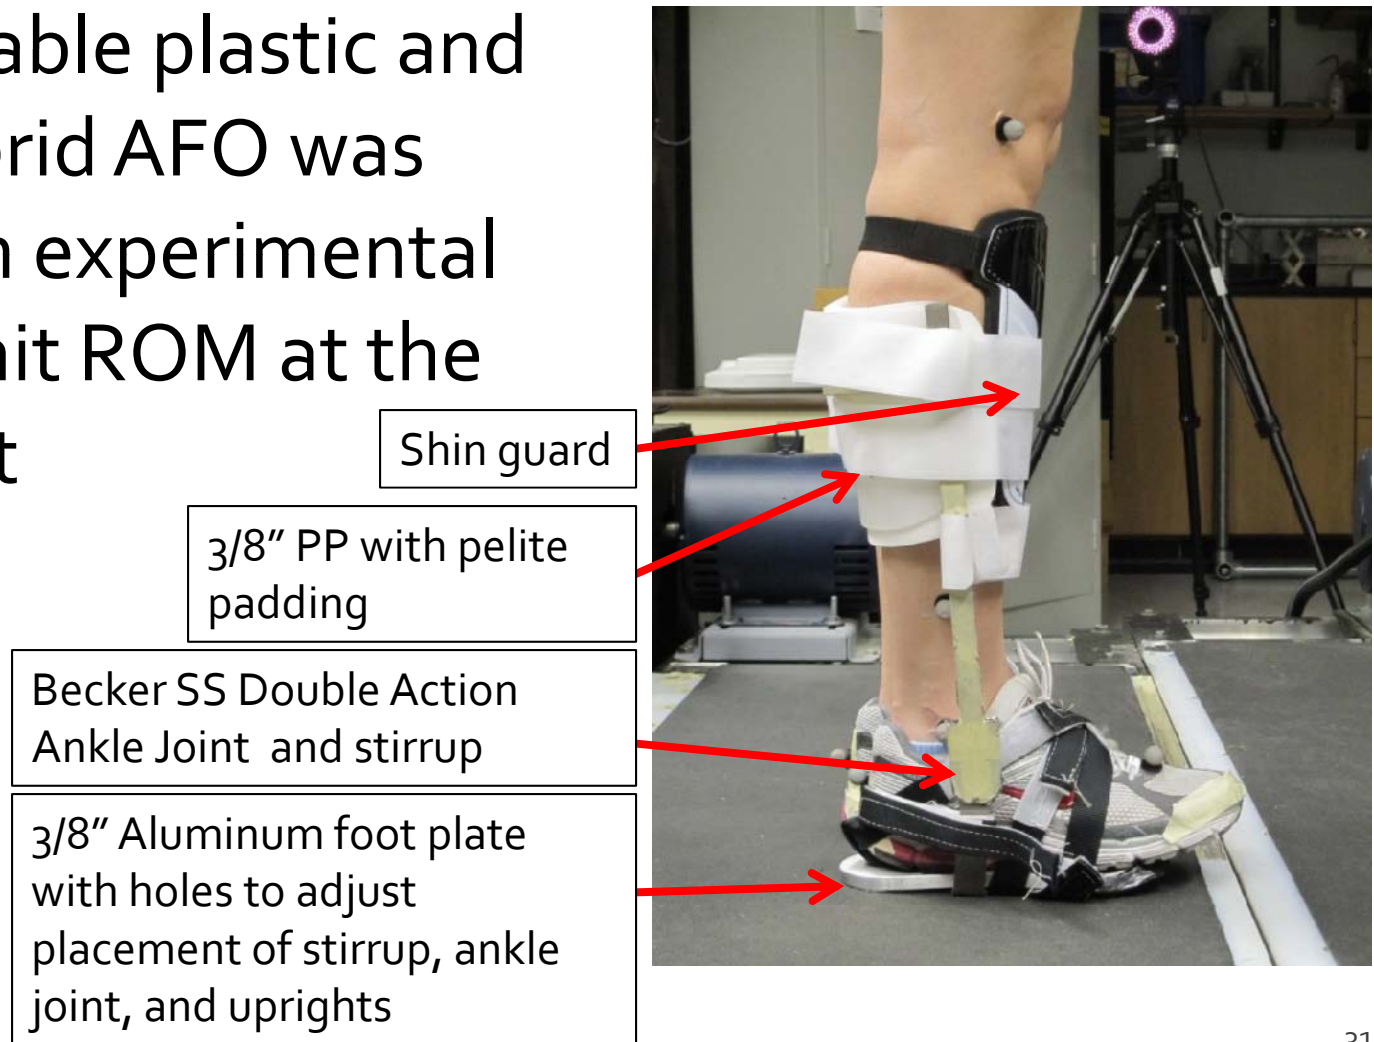 able plastic and
rid AFO was
experimental
it ROM at the
t
Shin guard
3/8” PP with pelite
padding
Becker SS Double Action
Ankle Joint and stirrup
3/8” Aluminum foot plate
with holes to adjust
placement of stirrup, ankle
joint, and uprights